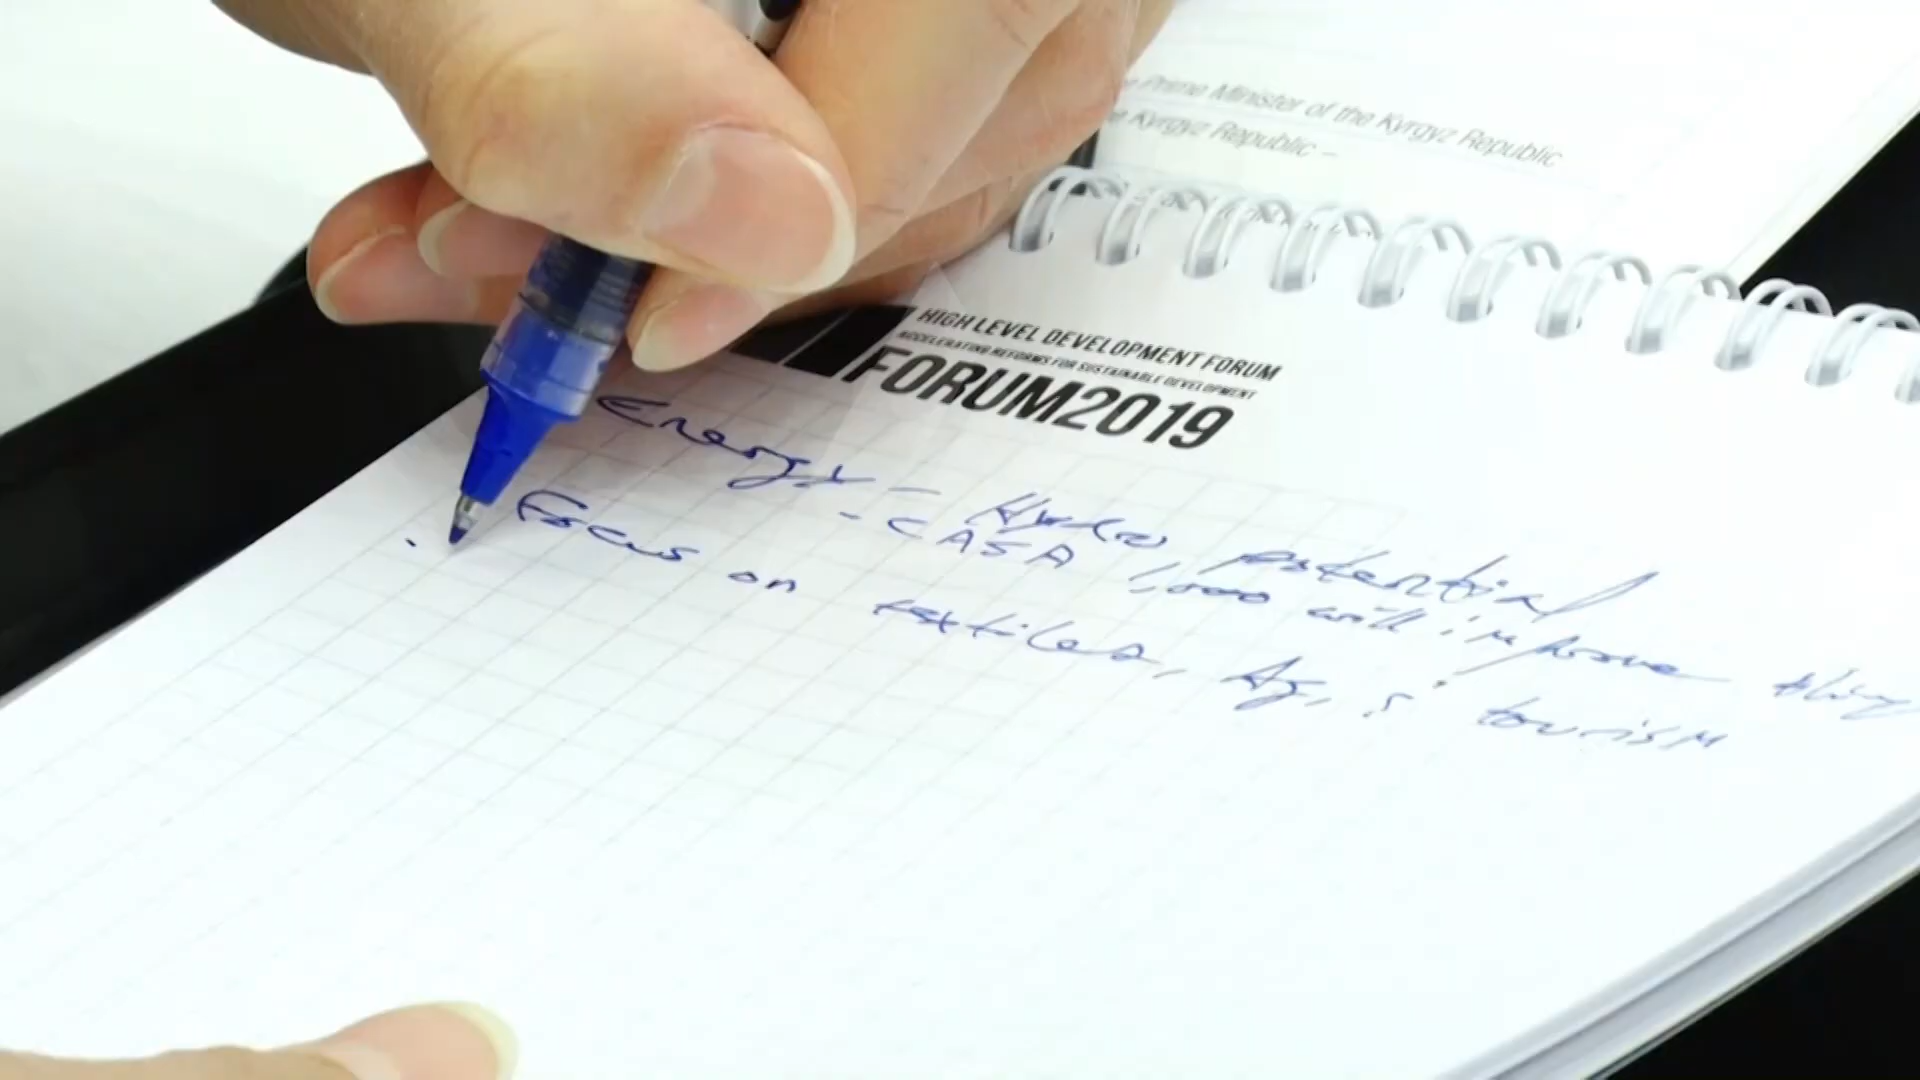 Prime Minister of the Kyrgyz Republic
Kyrgyz Republic –
HIGH LEVEL DEVELOPMENT FORUM
ACCELERATING REFORMS FOR SUSTAINABLE DEVELOPMENT
FORUM2019
Energy – Hydro potential
- CASA 1,000 will improve
Focus on textiles, Ag, & tourism